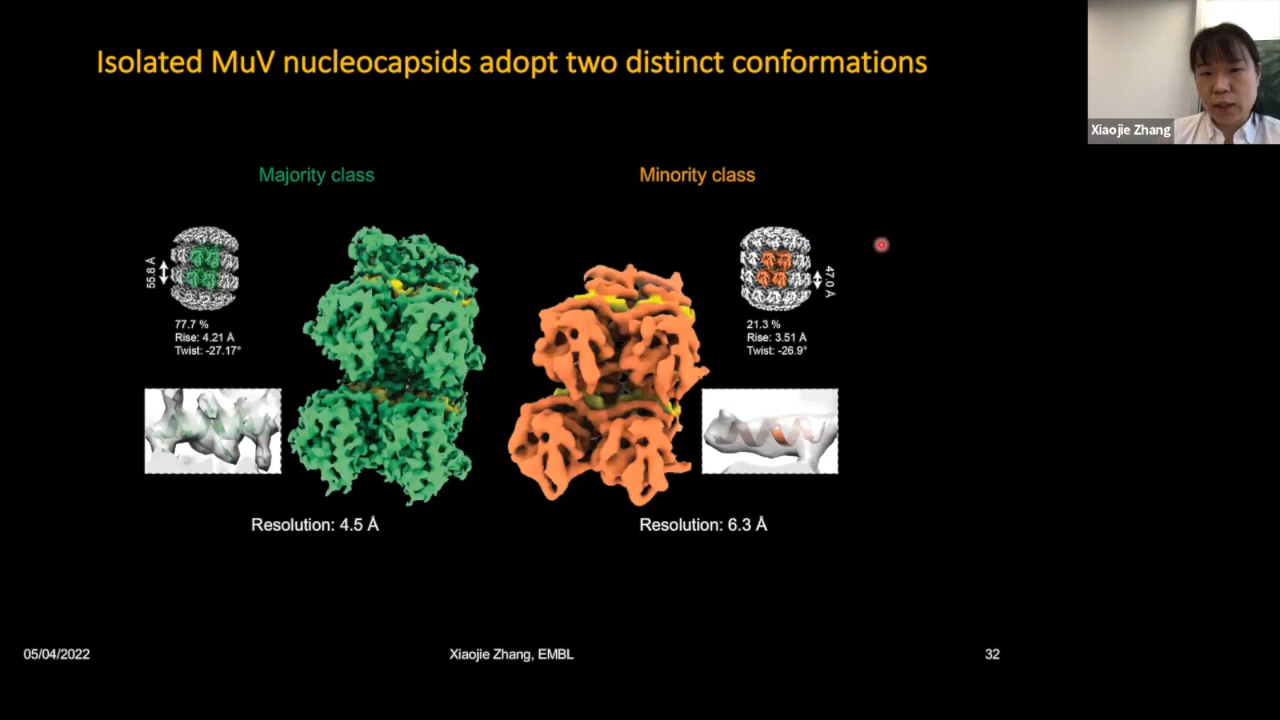 Isolated MuV nucleocapsids adopt two distinct conformations
Xiaojie Zhang
Majority class
Minority class
55.8 Å
77.7 %
Rise: 4.21 Å
Twist: -27.17°
47.0 Å
21.3 %
Rise: 3.51 Å
Twist: -26.9°
Resolution: 4.5 Å
Resolution: 6.3 Å
05/04/2022
Xiaojie Zhang, EMBL
32